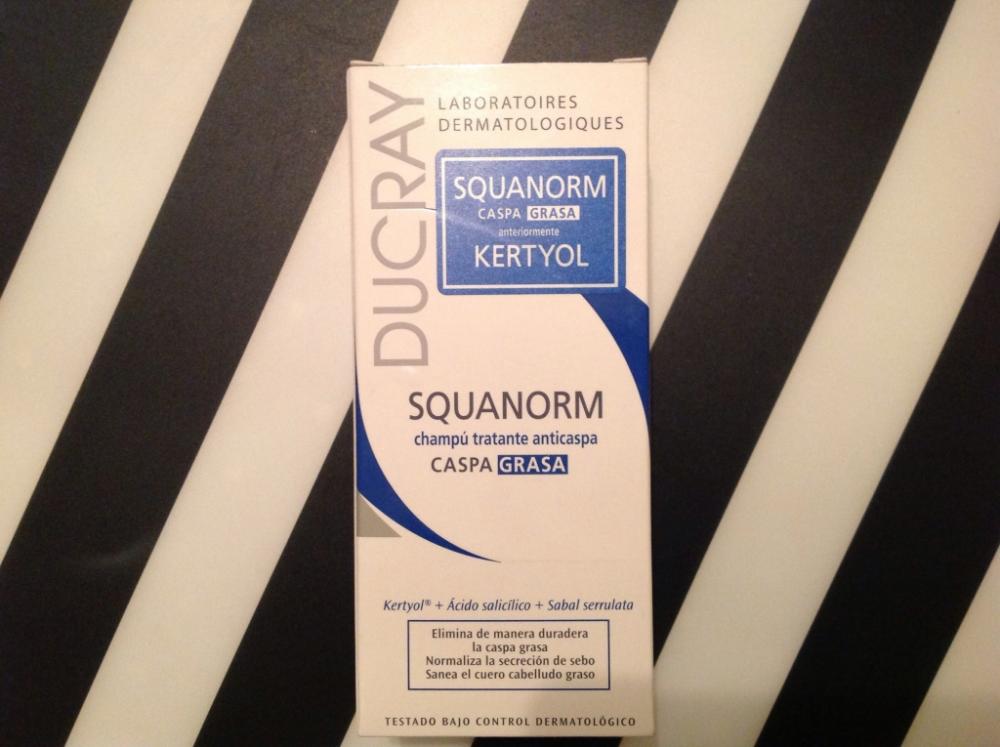 DUCRAY
LABORATOIRES
DERMATOLOGIQUES
SQUANORM
CASPA GRASA
anteriormente
KERTYOL
SQUANORM
champú tratante anticaspa
CASPA GRASA
Kertyol® + Ácido salicílico + Sabal serrulata
Elimina de manera duradera
la caspa grasa
Normaliza la secreción de sebo
Sanea el cuero cabelludo graso
TESTADO BAJO CONTROL DERMATOLÓGICO